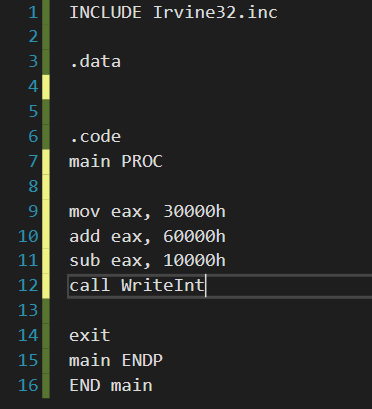 1 INCLUDE Irvine32.inc
2
3 .data
4
5
6 .code
7 main PROC
8
9 mov eax, 30000h
10 add eax, 60000h
11 sub eax, 10000h
12 call WriteInt
13
14 exit
15 main ENDP
16 END main